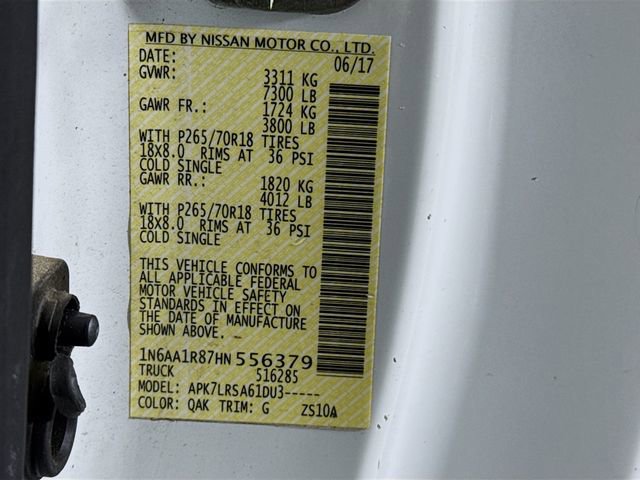 MFD BY NISSAN MOTOR CO., LTD.
DATE: 06/17
GVWR: 3311 KG
7300 LB
GAWR FR.: 1724 KG
3800 LB
WITH P265/70R18 TIRES
18X8.0 RIMS AT 36 PSI
COLD SINGLE
GAWR RR.: 1820 KG
4012 LB
WITH P265/70R18 TIRES
18X8.0 RIMS AT 36 PSI
COLD SINGLE
THIS VEHICLE CONFORMS TO
ALL APPLICABLE FEDERAL
MOTOR VEHICLE SAFETY
STANDARDS IN EFFECT ON
THE DATE OF MANUFACTURE
SHOWN ABOVE.
1N6AA1R87HN 556379
TRUCK 516285
MODEL: APK7LRSA61DU3-----
COLOR: QAK TRIM: G ZS10A